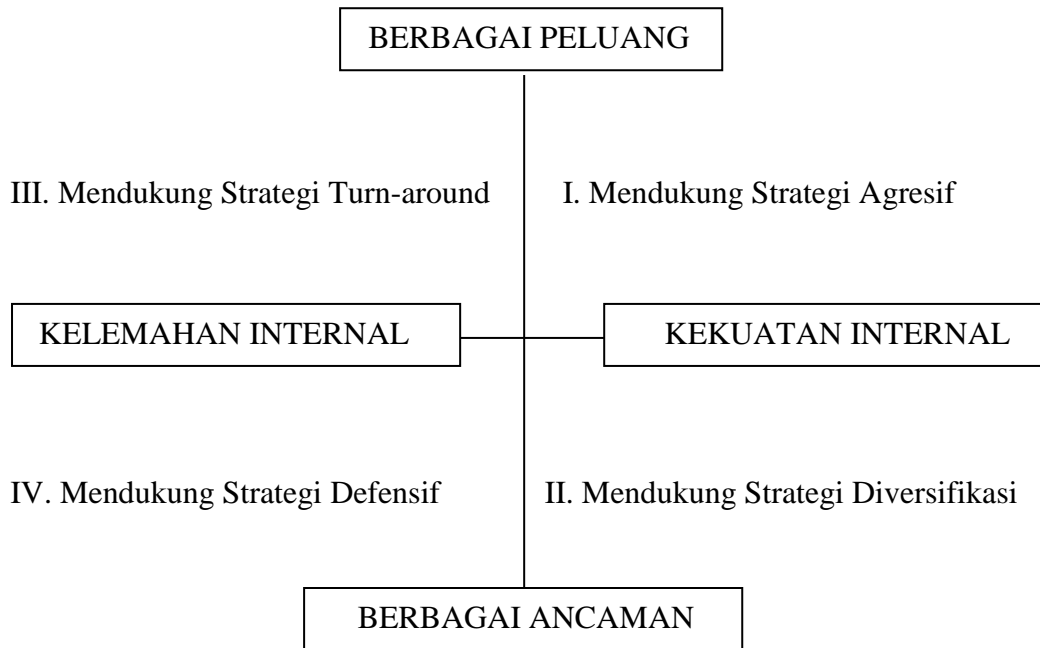 BERBAGAI PELUANG
III. Mendukung Strategi Turn-around
I. Mendukung Strategi Agresif
KELEMAHAN INTERNAL
KEKUATAN INTERNAL
IV. Mendukung Strategi Defensif
II. Mendukung Strategi Diversifikasi
BERBAGAI ANCAMAN